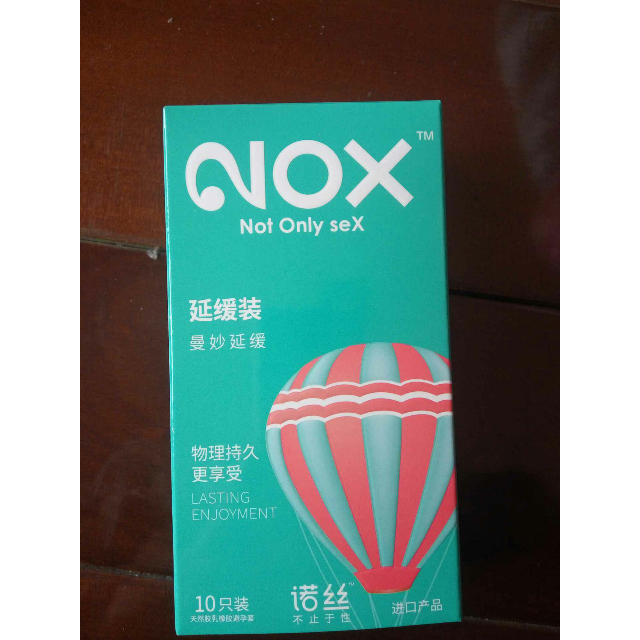 NOX™
Not Only seX
延缓装
曼妙延缓
物理持久
更享受
LASTING
ENJOYMENT
10只装
天然胶乳橡胶避孕套
诺丝™
不止于性
进口产品